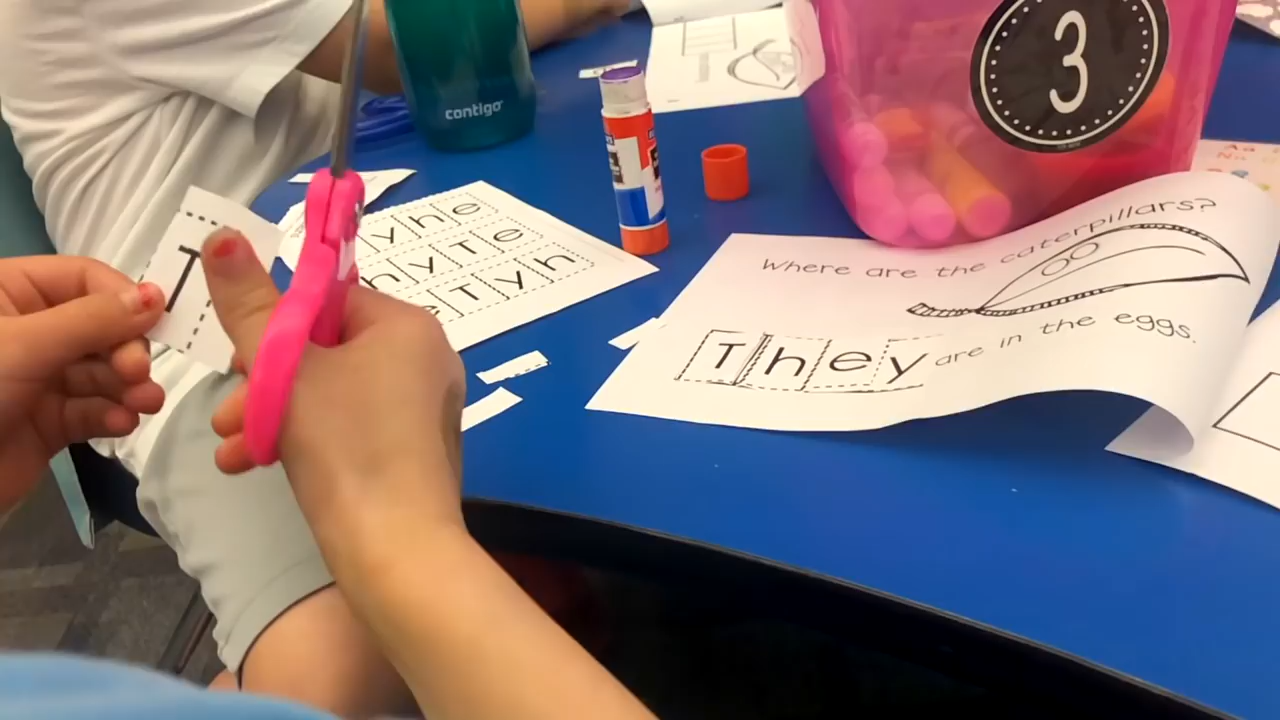 contigo
3
y h e
h y T e
e T y h
T
Where are the caterpillars?
They are in the eggs.